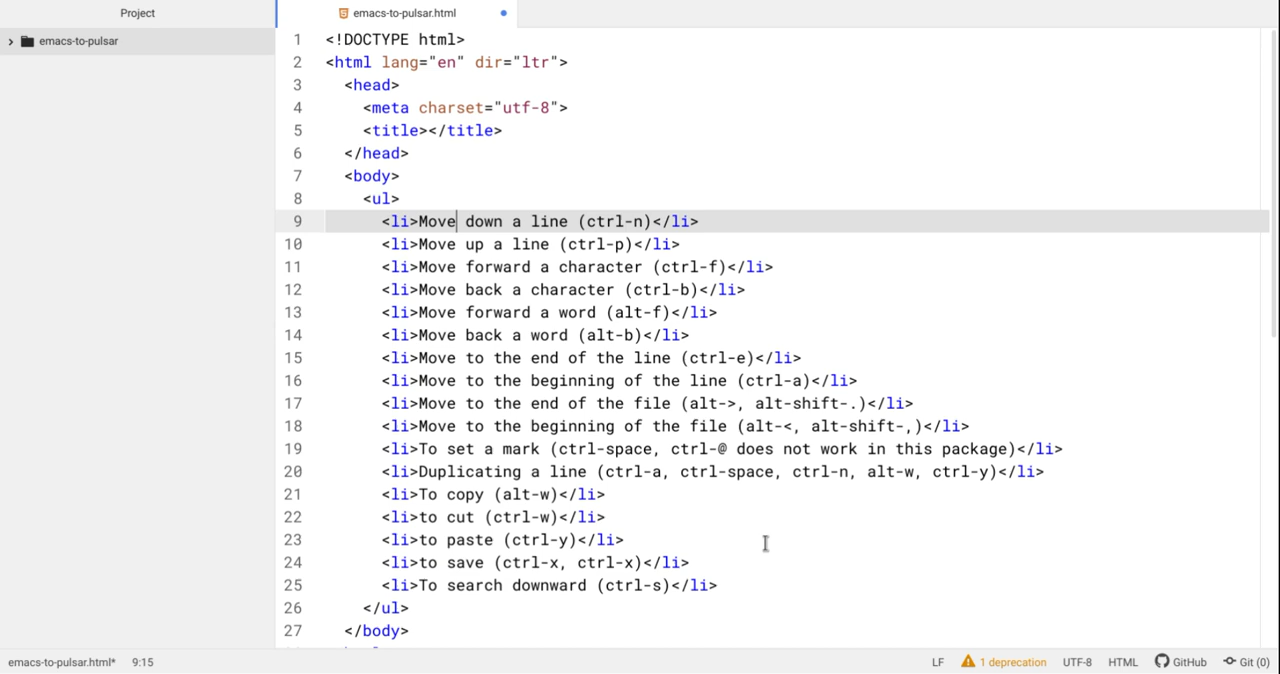 Project
emacs-to-pulsar.html
emacs-to-pulsar
1 <!DOCTYPE html>
2 <html lang="en" dir="ltr">
3 <head>
4 <meta charset="utf-8">
5 <title></title>
6 </head>
7 <body>
8 <ul>
9 <li>Move down a line (ctrl-n)</li>
10 <li>Move up a line (ctrl-p)</li>
11 <li>Move forward a character (ctrl-f)</li>
12 <li>Move back a character (ctrl-b)</li>
13 <li>Move forward a word (alt-f)</li>
14 <li>Move back a word (alt-b)</li>
15 <li>Move to the end of the line (ctrl-e)</li>
16 <li>Move to the beginning of the line (ctrl-a)</li>
17 <li>Move to the end of the file (alt->, alt-shift-.)</li>
18 <li>Move to the beginning of the file (alt-<, alt-shift-,)</li>
19 <li>To set a mark (ctrl-space, ctrl-@ does not work in this package)</li>
20 <li>Duplicating a line (ctrl-a, ctrl-space, ctrl-n, alt-w, ctrl-y)</li>
21 <li>To copy (alt-w)</li>
22 <li>to cut (ctrl-w)</li>
23 <li>to paste (ctrl-y)</li>
24 <li>to save (ctrl-x, ctrl-x)</li>
25 <li>To search downward (ctrl-s)</li>
26 </ul>
27 </body>
emacs-to-pulsar.html* 9:15 LF 1 deprecation UTF-8 HTML GitHub Git (0)